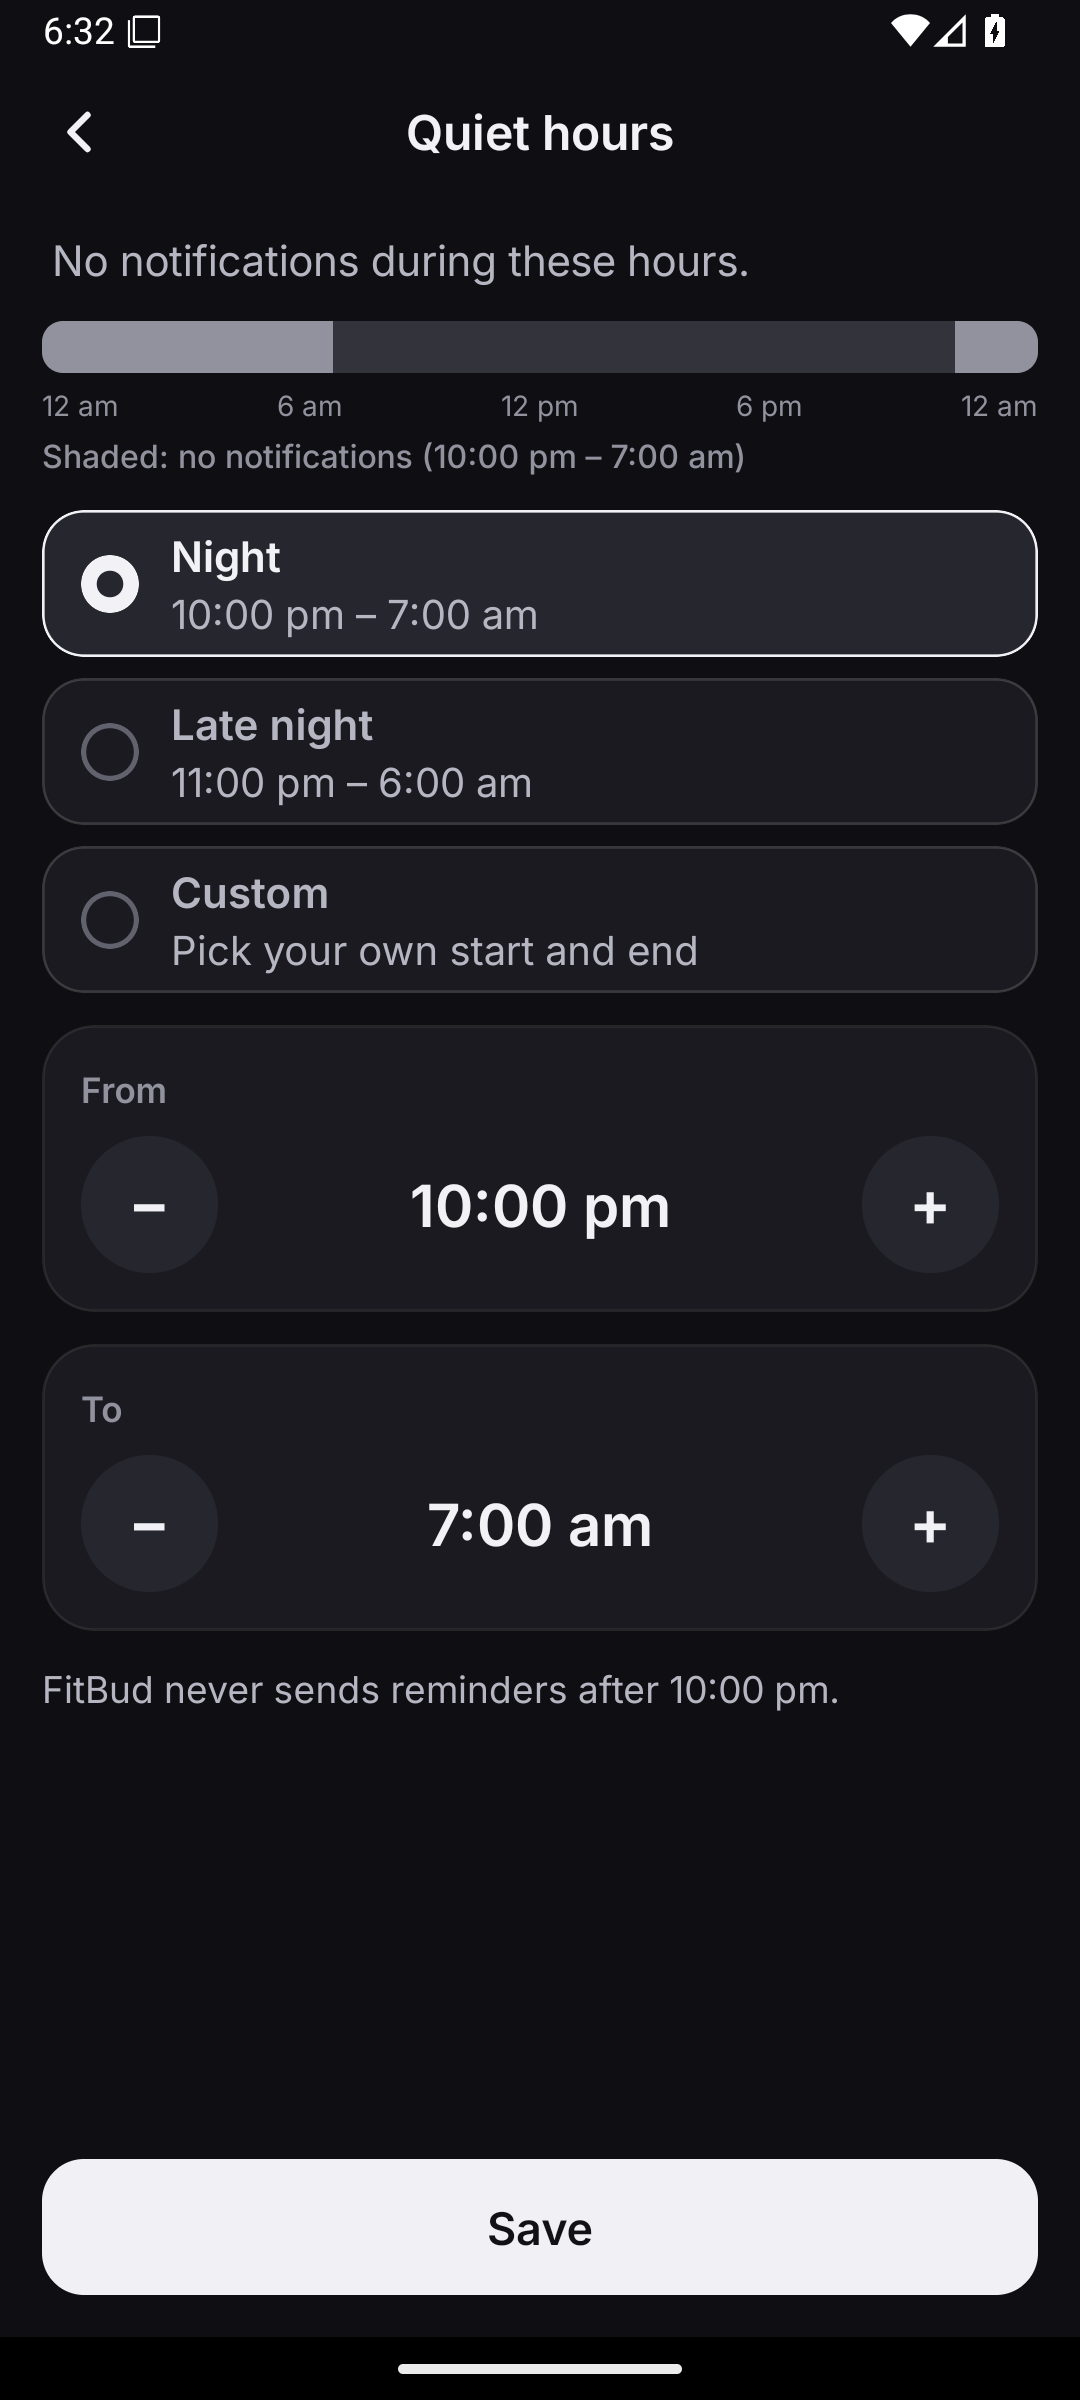 6:32
Quiet hours
No notifications during these hours.
12 am 6 am 12 pm 6 pm 12 am
Shaded: no notifications (10:00 pm – 7:00 am)
Night
10:00 pm – 7:00 am
Late night
11:00 pm – 6:00 am
Custom
Pick your own start and end
From
− 10:00 pm +
To
− 7:00 am +
FitBud never sends reminders after 10:00 pm.
Save